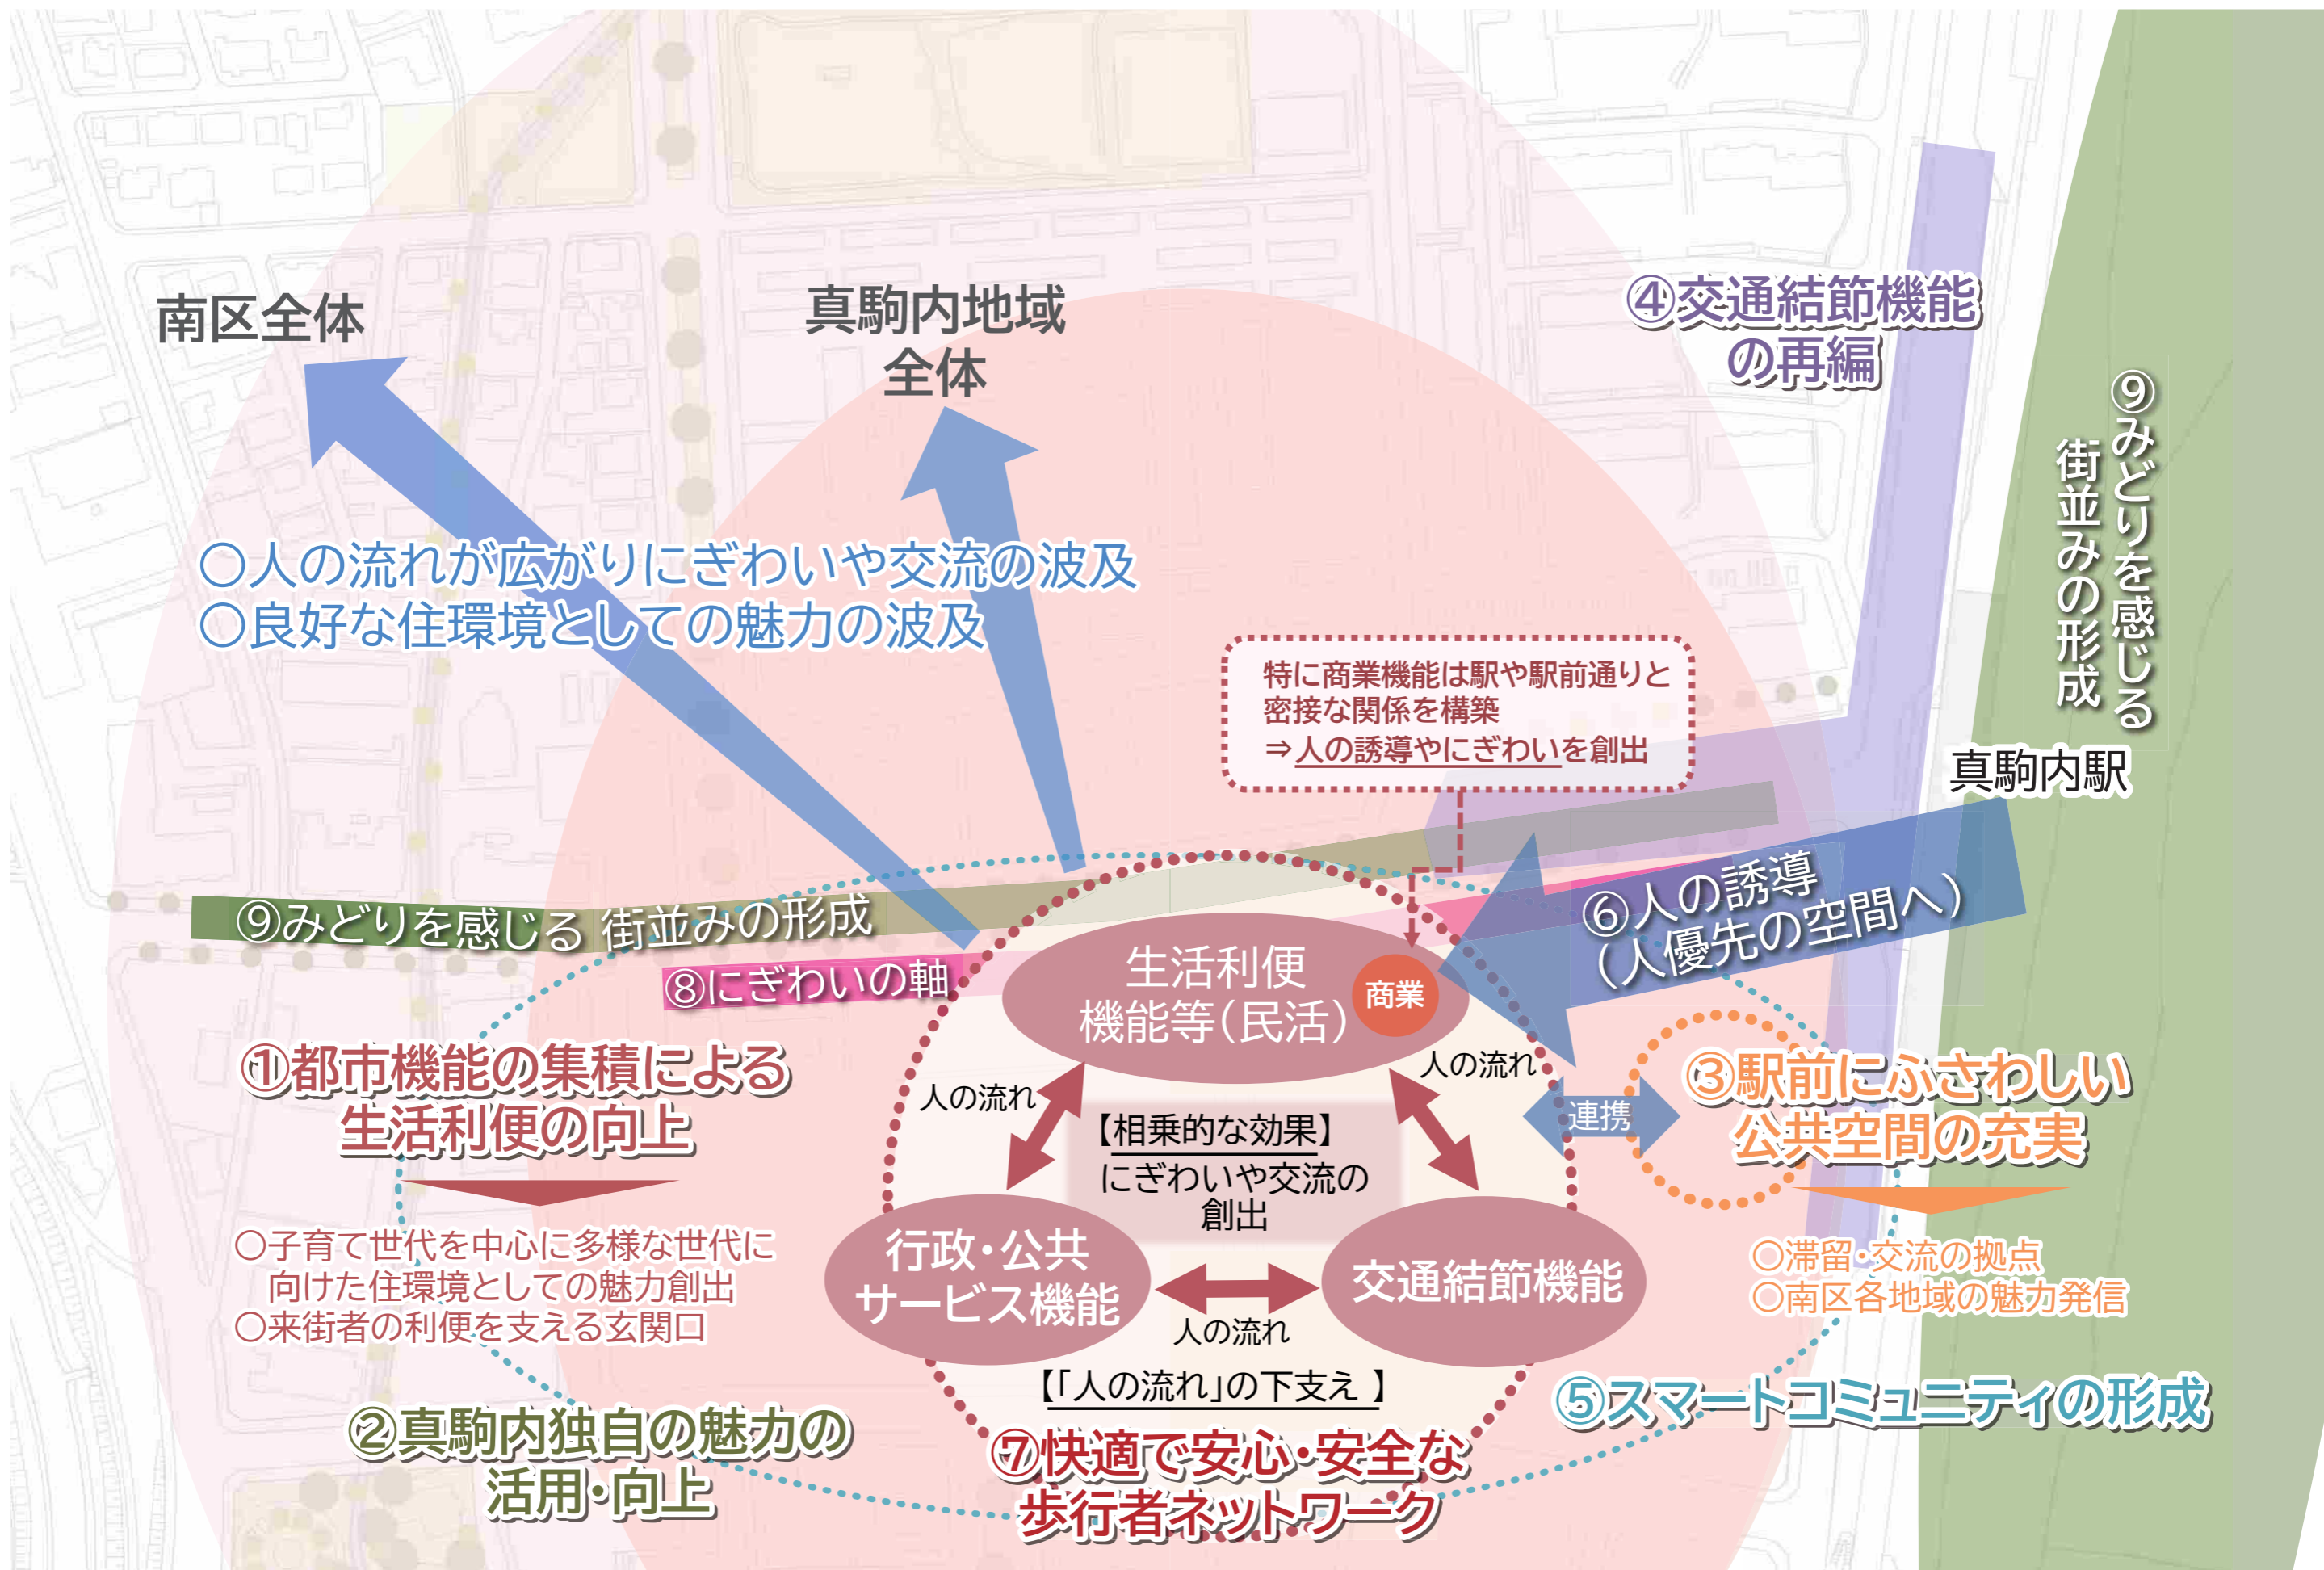 南区全体
真駒内地域
全体
④交通結節機能
の再編
⑨みどりを感じる
街並みの形成
○人の流れが広がりにぎわいや交流の波及
○良好な住環境としての魅力の波及
特に商業機能は駅や駅前通りと
密接な関係を構築
⇒人の誘導やにぎわいを創出
真駒内駅
⑥人の誘導
（人優先の空間へ）
⑨みどりを感じる 街並みの形成
⑧にぎわいの軸
生活利便
機能等（民活）
商業
①都市機能の集積による
生活利便の向上
○子育て世代を中心に多様な世代に
向けた住環境としての魅力創出
○来街者の利便を支える玄関口
人の流れ
人の流れ
【相乗的な効果】
にぎわいや交流の
創出
連携
③駅前にふさわしい
公共空間の充実
○滞留・交流の拠点
○南区各地域の魅力発信
行政・公共
サービス機能
交通結節機能
人の流れ
【「人の流れ」の下支え 】
⑦快適で安心・安全な
歩行者ネットワーク
②真駒内独自の魅力の
活用・向上
⑤スマートコミュニティの形成